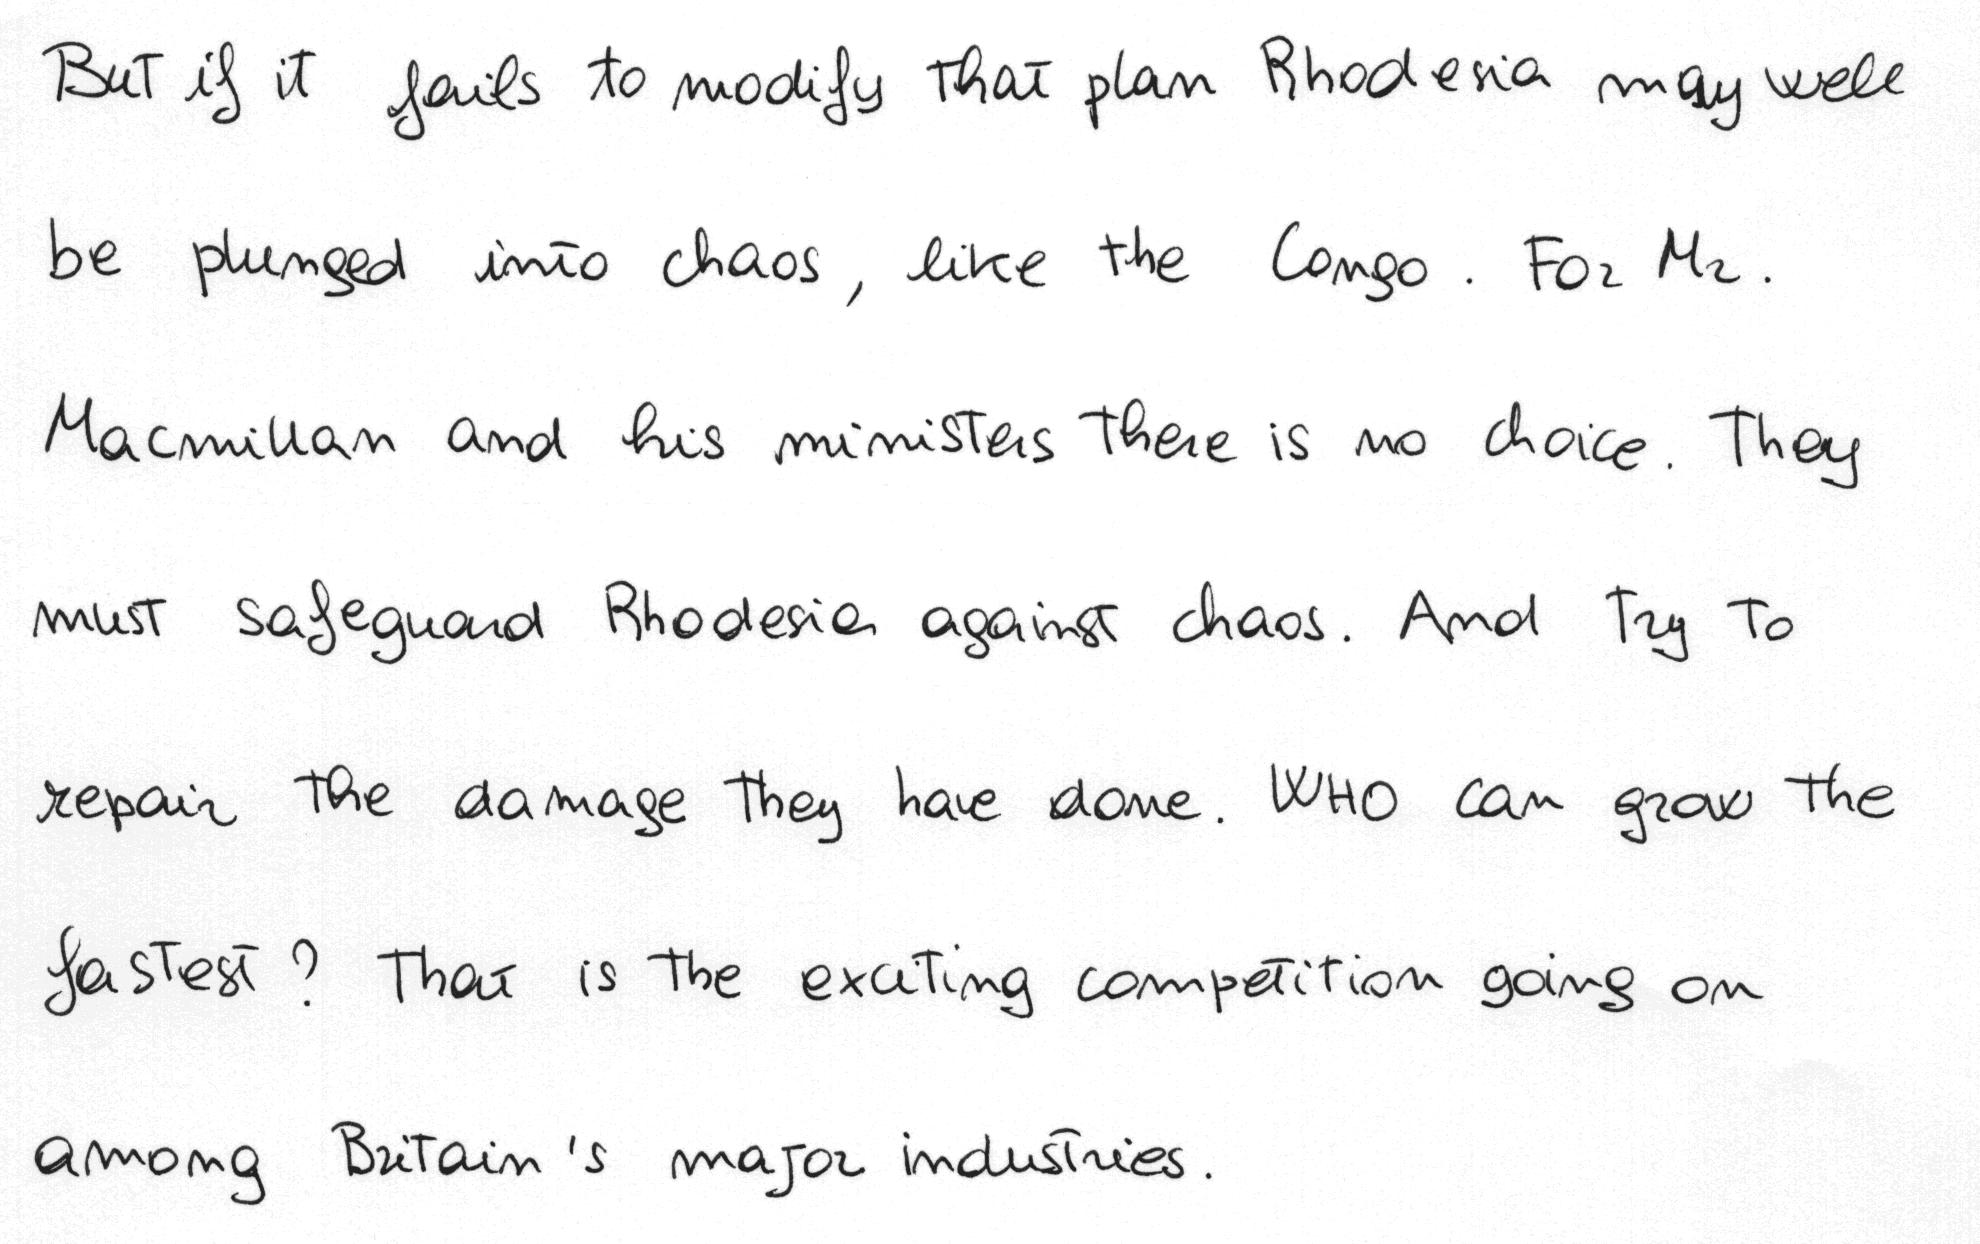 But if it fails to modify that plan Rhodesia may well
be plunged into chaos, like the Congo. For Mr.
Macmillan and his ministers there is no choice. They
must safeguard Rhodesia against chaos. And try to
repair the damage they have done. WHO can grow the
fastest? That is the exciting competition going on
among Britain's major industries.